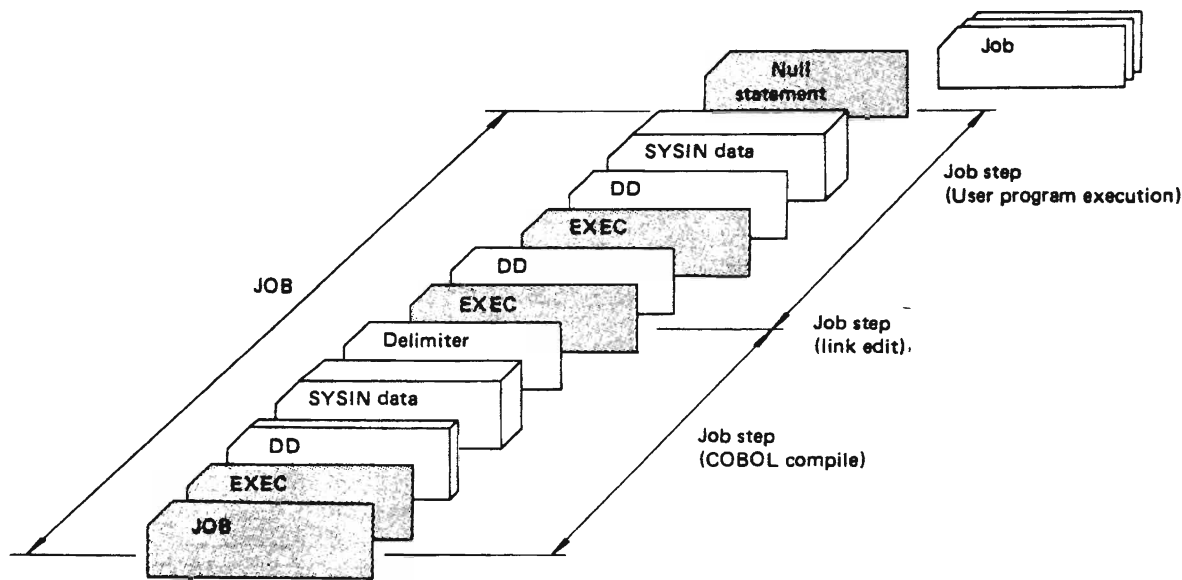 Job
Null
statement
SYSIN data
DD
Job step
(User program execution)
EXEC
DD
JOB
EXEC
Job step
(link edit)
Delimiter
SYSIN data
Job step
(COBOL compile)
DD
EXEC
JOB